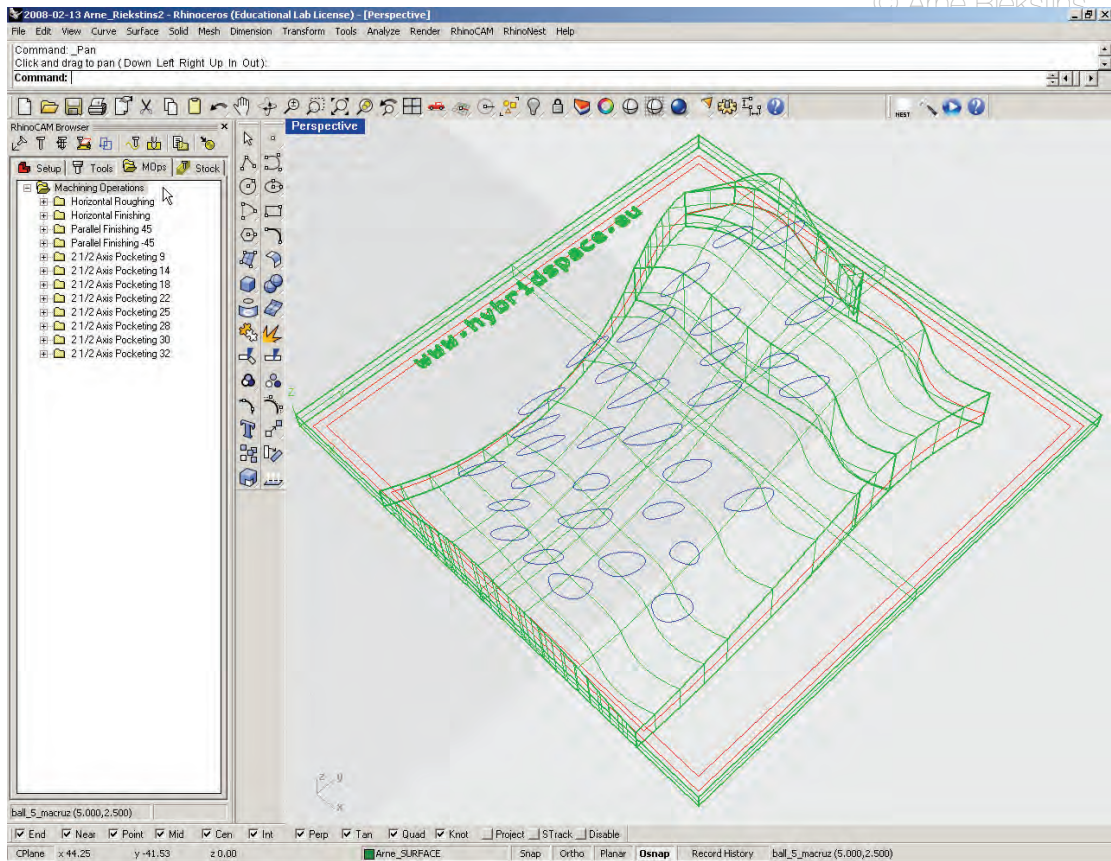 © Arne Riekstins
2008-02-13 Arne_Riekstins2 - Rhinoceros (Educational Lab License) - [Perspective]
File Edit View Curve Surface Solid Mesh Dimension Transform Tools Analyze Render RhinoCAM RhinoNest Help
Command: _Pan
Click and drag to pan ( Down Left Right Up In Out):
Command:
NEST
RhinoCAM Browser
Perspective
Setup Tools MOps Stock
Machining Operations
Horizontal Roughing
Horizontal Finishing
Parallel Finishing 45
Parallel Finishing -45
2 1/2 Axis Pocketing 9
2 1/2 Axis Pocketing 14
2 1/2 Axis Pocketing 18
2 1/2 Axis Pocketing 22
2 1/2 Axis Pocketing 25
2 1/2 Axis Pocketing 28
2 1/2 Axis Pocketing 30
2 1/2 Axis Pocketing 32
www.hybridspace.eu
z
z y
x
ball_5_macruz (5.000,2.500)
End Near Point Mid Cen Int Perp Tan Quad Knot Project STrack Disable
CPlane x 44.25 y -41.53 z 0.00 Arne_SURFACE Snap Ortho Planar Osnap Record History ball_5_macruz (5.000,2.500)